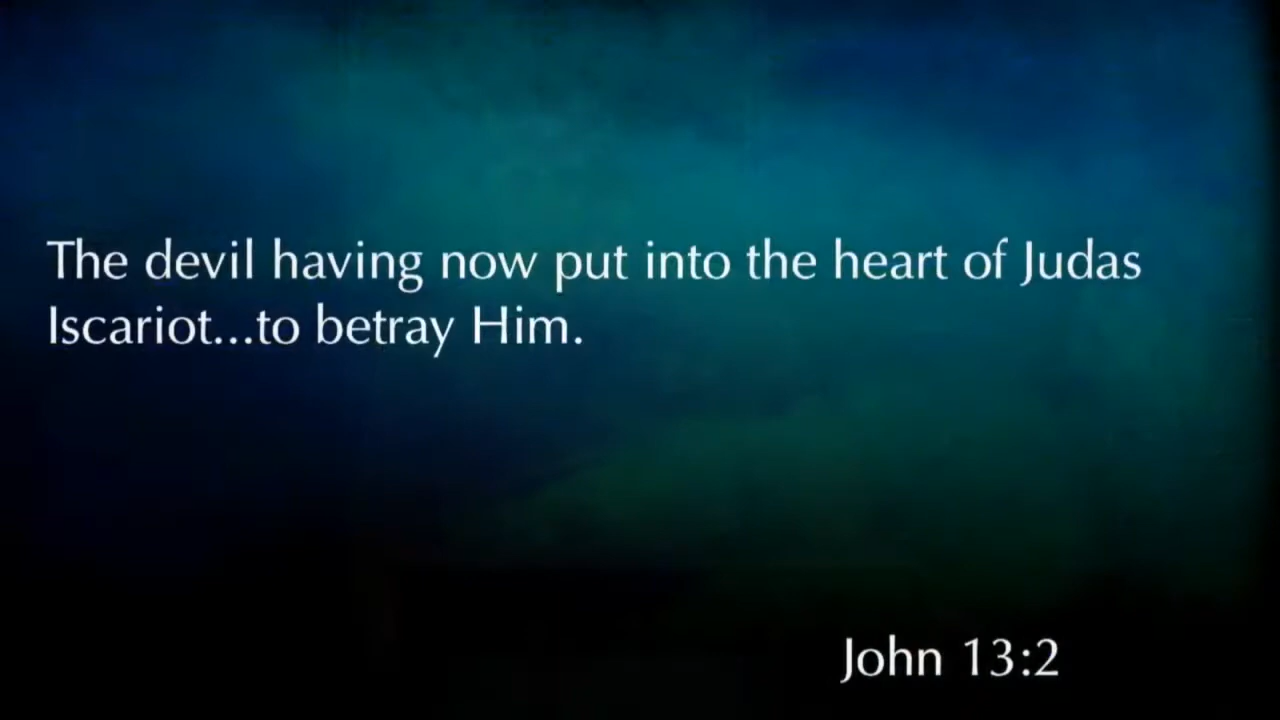 The devil having now put into the heart of Judas
Iscariot...to betray Him.
John 13:2